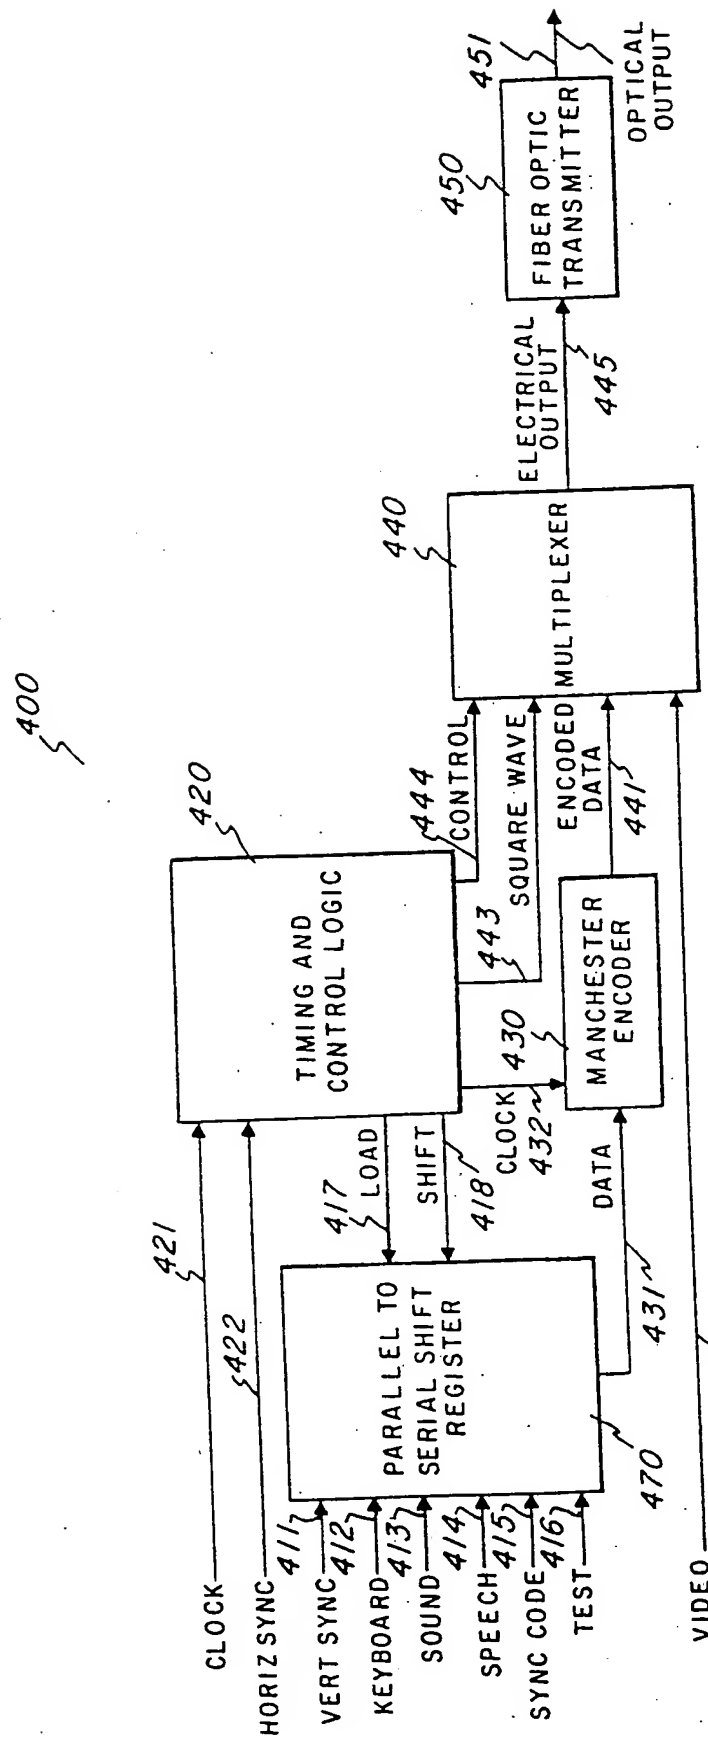 400
CLOCK
421
HORIZ SYNC
422
VERT SYNC
411
KEYBOARD
412
SOUND
413
SPEECH
414
SYNC CODE
415
TEST
416
VIDEO
PARALLEL TO
SERIAL SHIFT
REGISTER
470
417
LOAD
SHIFT
418
TIMING AND
CONTROL LOGIC
420
CLOCK
432
DATA
431
MANCHESTER
ENCODER
430
444
CONTROL
443
SQUARE WAVE
ENCODED
DATA
441
MULTIPLEXER
440
ELECTRICAL
OUTPUT
445
FIBER OPTIC
TRANSMITTER
450
451
OPTICAL
OUTPUT